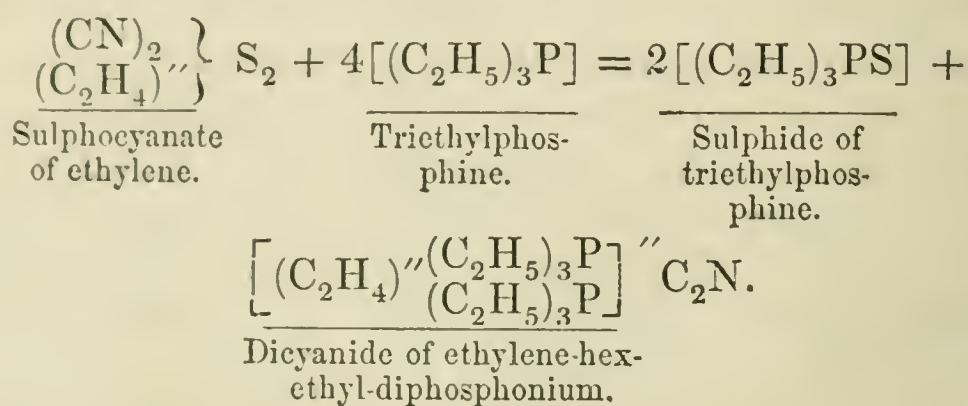 (CN)₂ } S₂ + 4[(C₂H₅)₃P] = 2[(C₂H₅)₃PS] +
(C₂H₄)″
Sulphocyanate Triethylphos- Sulphide of
of ethylene. phine. triethylphos-
phine.
[(C₂H₄)″ (C₂H₅)₃P ]″ C₂N.
(C₂H₅)₃P
Dicyanide of ethylene-hex-
ethyl-diphosphonium.